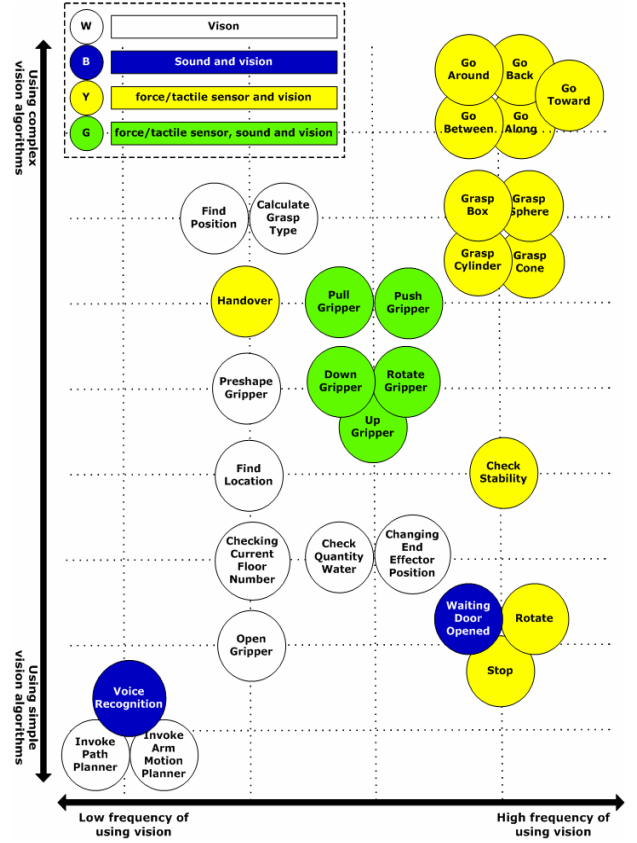 W
Vison
B
Sound and vision
Y
force/tactile sensor and vision
G
force/tactile sensor, sound and vision
Using complex
vision algorithms
Go
Around
Go
Back
Go
Toward
Go
Between
Go
Along
Find
Position
Calculate
Grasp
Type
Grasp
Box
Grasp
Sphere
Grasp
Cylinder
Grasp
Cone
Handover
Pull
Gripper
Push
Gripper
Preshape
Gripper
Down
Gripper
Rotate
Gripper
Up
Gripper
Find
Location
Check
Stability
Checking
Current
Floor
Number
Check
Quantity
Water
Changing
End
Effector
Position
Waiting
Door
Opened
Rotate
Stop
Open
Gripper
Using simple
vision algorithms
Voice
Recognition
Invoke
Path
Planner
Invoke
Arm
Motion
Planner
Low frequency of
using vision
High frequency of
using vision